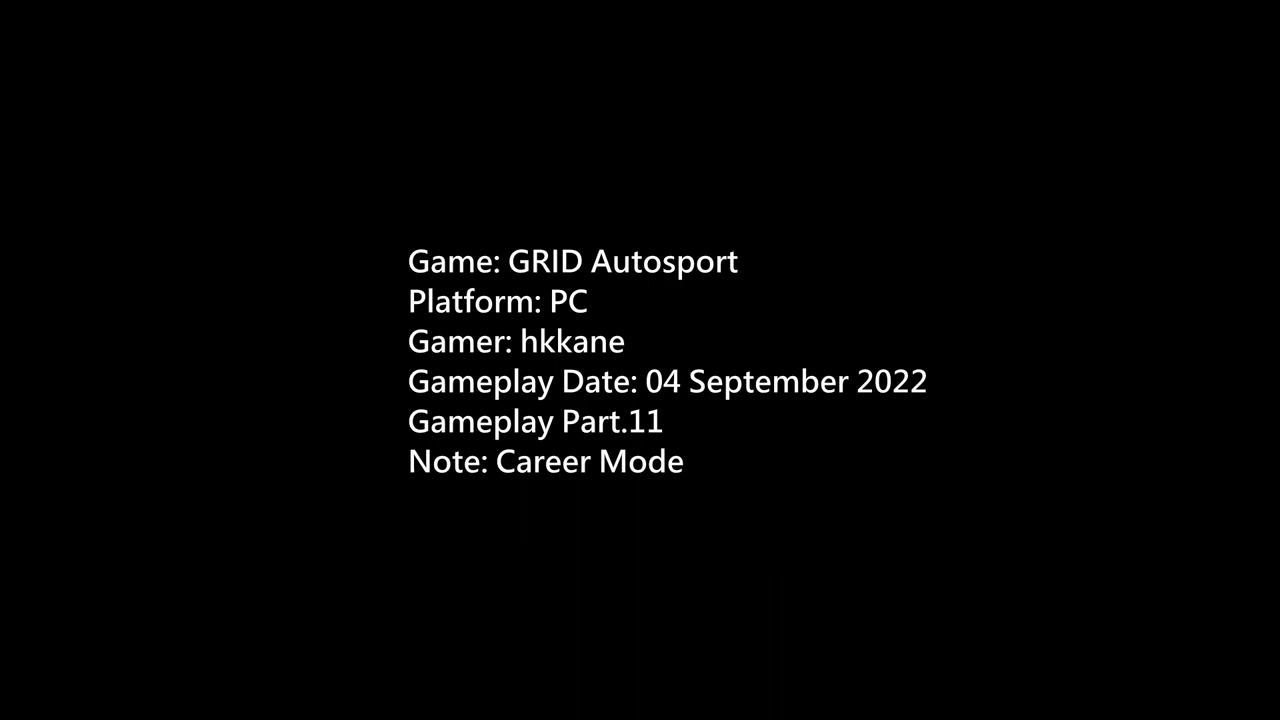 Game: GRID Autosport
Platform: PC
Gamer: hkkane
Gameplay Date: 04 September 2022
Gameplay Part.11
Note: Career Mode